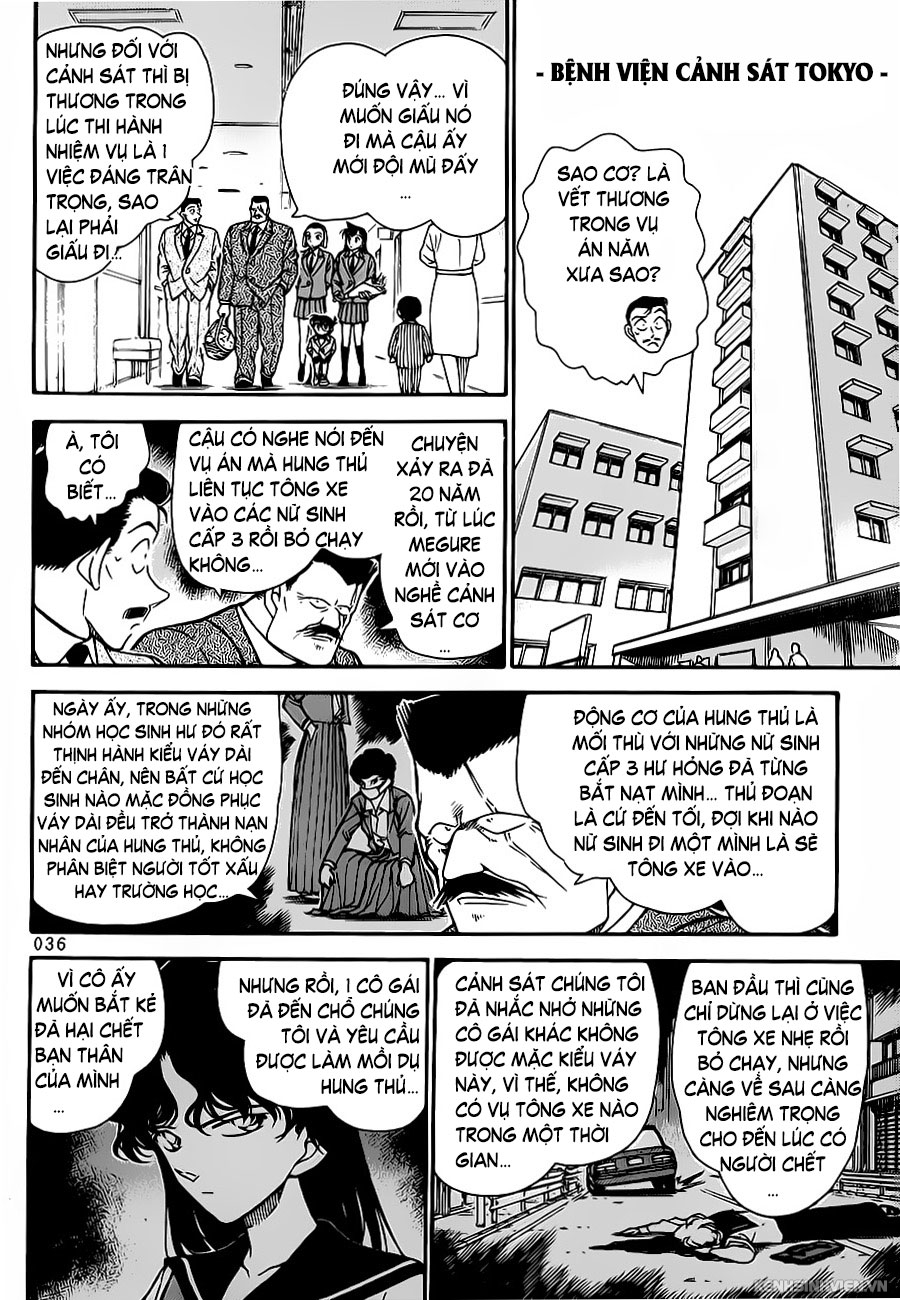 - BỆNH VIỆN CẢNH SÁT TOKYO -
SAO CƠ? LÀ
VẾT THƯƠNG
TRONG VỤ
ÁN NĂM
XƯA SAO?
ĐÚNG VẬY... VÌ
MUỐN GIẤU NÓ
ĐI MÀ CẬU ẤY
MỚI ĐỘI MŨ ĐẤY
...
NHƯNG ĐỐI VỚI
CẢNH SÁT THÌ BỊ
THƯƠNG TRONG
LÚC THI HÀNH
NHIỆM VỤ LÀ 1
VIỆC ĐÁNG TRÂN
TRỌNG, SAO
LẠI PHẢI
GIẤU ĐI...
CHUYỆN
XẢY RA ĐÃ
20 NĂM
RỒI, TỪ LÚC
MEGURE
MỚI VÀO
NGHỀ CẢNH
SÁT CƠ
...
CẬU CÓ NGHE NÓI ĐẾN
VỤ ÁN MÀ HUNG THỦ
LIÊN TỤC TÔNG XE
VÀO CÁC NỮ SINH
CẤP 3 RỒI BỎ CHẠY
KHÔNG...
À, TÔI
CÓ
BIẾT...
ĐỘNG CƠ CỦA HUNG THỦ LÀ
MỐI THÙ VỚI NHỮNG NỮ SINH
CẤP 3 HƯ HỎNG ĐÃ TỪNG
BẮT NẠT MÌNH... THỦ ĐOẠN
LÀ CỨ ĐẾN TỐI, ĐỢI KHI NÀO
NỮ SINH ĐI MỘT MÌNH LÀ SẼ
TÔNG XE VÀO...
NGÀY ẤY, TRONG NHỮNG
NHÓM HỌC SINH HƯ ĐÓ RẤT
THỊNH HÀNH KIỂU VÁY DÀI
ĐẾN CHÂN, NÊN BẤT CỨ HỌC
SINH NÀO MẶC ĐỒNG PHỤC
VÁY DÀI ĐỀU TRỞ THÀNH NẠN
NHÂN CỦA HUNG THỦ, KHÔNG
PHÂN BIỆT NGƯỜI TỐT XẤU
HAY TRƯỜNG HỌC...
036
BAN ĐẦU THÌ CŨNG
CHỈ DỪNG LẠI Ở VIỆC
TÔNG XE NHẸ RỒI
BỎ CHẠY, NHƯNG
CÀNG VỀ SAU CÀNG
NGHIÊM TRỌNG
CHO ĐẾN LÚC CÓ
NGƯỜI CHẾT
...
CẢNH SÁT CHÚNG TÔI
ĐÃ NHẮC NHỞ NHỮNG
CÔ GÁI KHÁC KHÔNG
ĐƯỢC MẶC KIỂU VÁY
NÀY, VÌ THẾ, KHÔNG
CÓ VỤ TÔNG XE NÀO
TRONG MỘT THỜI
GIAN...
NHƯNG RỒI, 1 CÔ GÁI
ĐÃ ĐẾN CHỔ CHÚNG
TÔI VÀ YÊU CẦU
ĐƯỢC LÀM MỒI DỤ
HUNG THỦ...
VÌ CÔ ẤY
MUỐN BẮT KẺ
ĐÃ HẠI CHẾT
BẠN THÂN
CỦA MÌNH
...
KENHSINHVIEN.VN